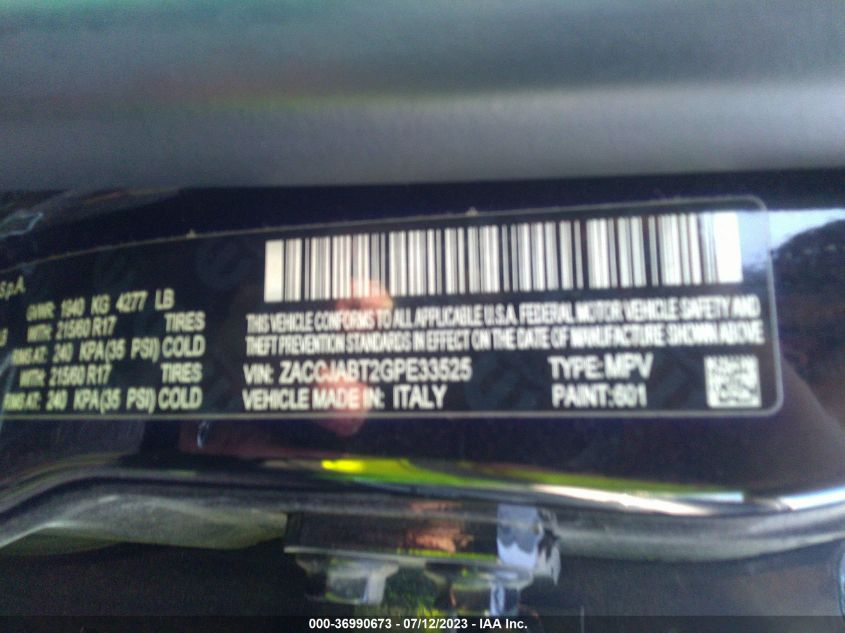 S.p.A.
GVWR: 1940 KG 4277 LB
WITH: 215/60 R17 TIRES
RIMS AT: 240 KPA(35 PSI) COLD
WITH: 215/60 R17 TIRES
RIMS AT: 240 KPA(35 PSI) COLD
THIS VEHICLE CONFORMS TO ALL APPLICABLE U.S.A. FEDERAL MOTOR VEHICLE SAFETY AND
THEFT PREVENTION STANDARDS IN EFFECT ON THE DATE OF MANUFACTURE SHOWN ABOVE
VIN: ZACCJABT2GPE33525 TYPE:MPV
VEHICLE MADE IN: ITALY PAINT:601
000-36990673 - 07/12/2023 - IAA Inc.